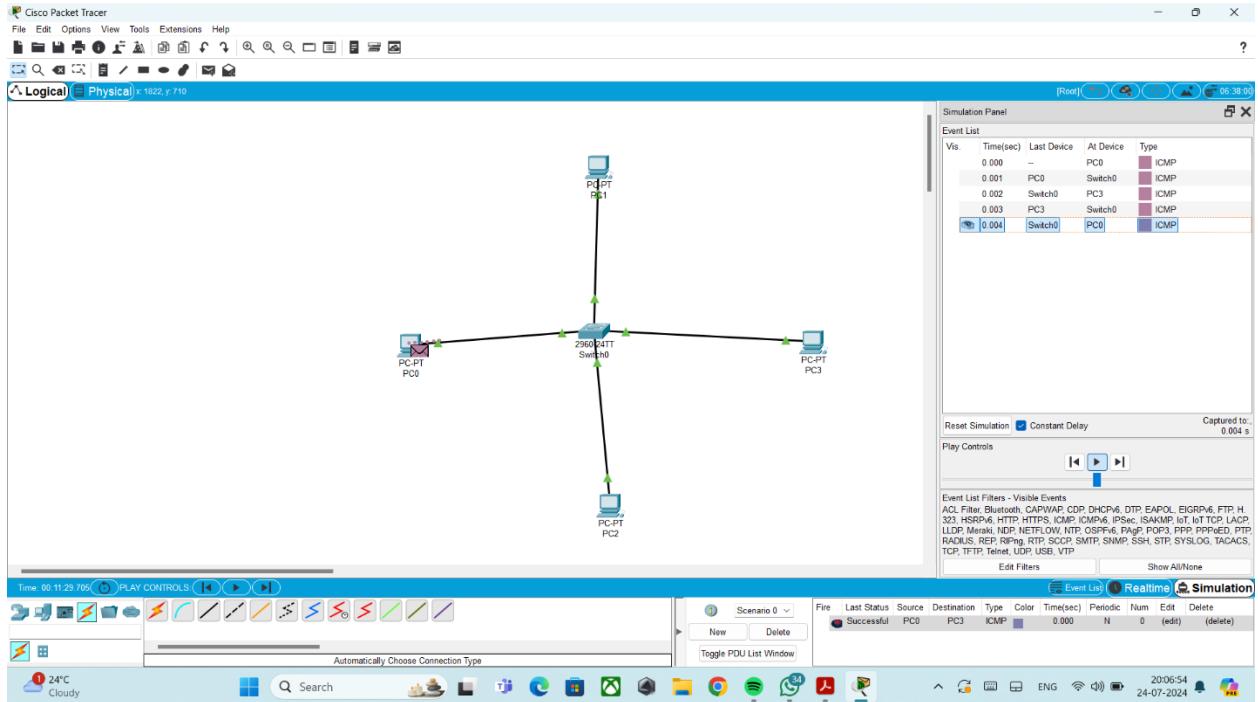 Cisco Packet Tracer
File Edit Options View Tools Extensions Help
?
Logical Physical x: 1822, y: 710 [Root] 06:38:00
Simulation Panel
Event List
Vis. Time(sec) Last Device At Device Type
0.000 -- PC0 ICMP
0.001 PC0 Switch0 ICMP
0.002 Switch0 PC3 ICMP
0.003 PC3 Switch0 ICMP
0.004 Switch0 PC0 ICMP
PC-PT
PC1
2960-24TT
Switch0
PC-PT
PC0
PC-PT
PC3
PC-PT
PC2
Reset Simulation Constant Delay Captured to:
0.004 s
Play Controls
Event List Filters - Visible Events
ACL Filter, Bluetooth, CAPWAP, CDP, DHCPv6, DTP, EAPOL, EIGRPv6, FTP, H.
323, HSRPv6, HTTP, HTTPS, ICMP, ICMPv6, IPSec, ISAKMP, IoT, IoT TCP, LACP,
LLDP, Meraki, NDP, NETFLOW, NTP, OSPFv6, PAgP, POP3, PPP, PPPoED, PTP,
RADIUS, REP, RIPng, RTP, SCCP, SMTP, SNMP, SSH, STP, SYSLOG, TACACS,
TCP, TFTP, Telnet, UDP, USB, VTP
Edit Filters Show All/None
Time: 00:11:29.705 PLAY CONTROLS: Event List Realtime Simulation
Scenario 0
New Delete
Toggle PDU List Window
Fire Last Status Source Destination Type Color Time(sec) Periodic Num Edit Delete
Successful PC0 PC3 ICMP 0.000 N 0 (edit) (delete)
Automatically Choose Connection Type
1
24°C
Cloudy
Search
34
ENG
20:06:54
24-07-2024
PRE